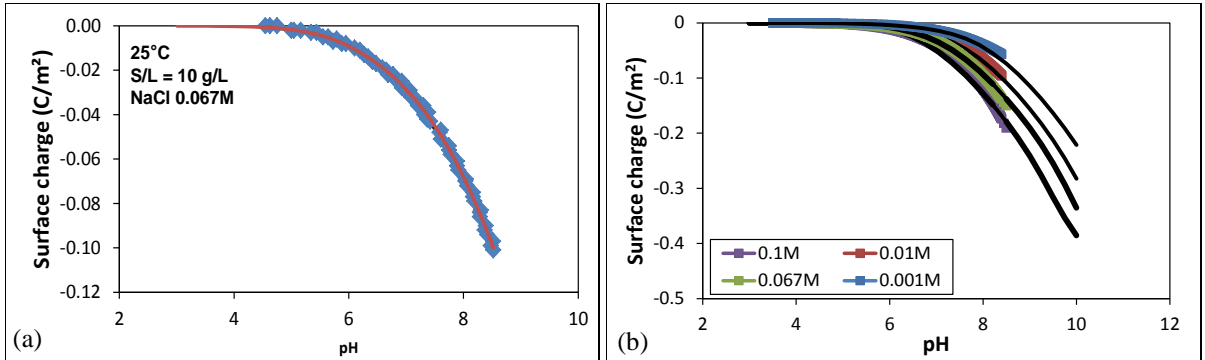 0.00
-0.02
-0.04
-0.06
-0.08
-0.10
-0.12
Surface charge (C/m²)
25°C
S/L = 10 g/L
NaCl 0.067M
2 4 6 8 10
pH
(a)
0
-0.1
-0.2
-0.3
-0.4
-0.5
Surface charge (C/m²)
0.1M 0.01M
0.067M 0.001M
2 4 6 8 10 12
pH
(b)